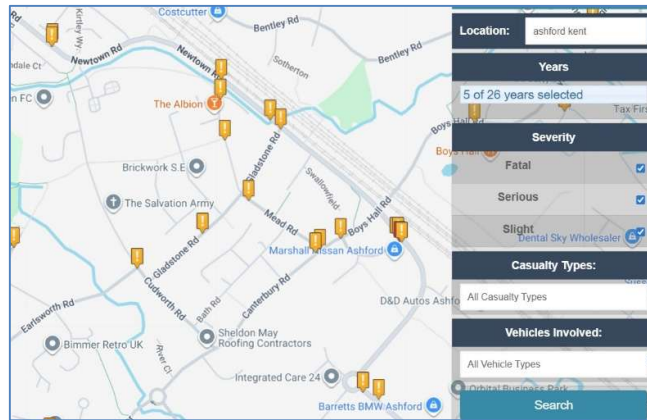 Costcutter
Bentley Rd
Kinsley Wy.
Newtown Rd
Newtown Rd
Sotherton
Bentley Rd
ndale Ct
n FC
The Albion
Boys Hall Rd
Boys Hall
Gladstone Rd
Brickwork S.E
Swallowfield
The Salvation Army
Mead Rd
Boys Hall Rd
Marshall Nissan Ashford
Gladstone Rd
Canterbury Rd
Cudworth Rd
Bath Rd
D&D Autos Ashfo
Earlsworth Rd
Sheldon May
Roofing Contractors
Bimmer Retro UK
River Ct
Integrated Care 24
Barretts BMW Ashford
Location:
ashford kent
Years
5 of 26 years selected
Tax Firs
Severity
Fatal
Serious
Slight
Dental Sky Wholesaler
Casualty Types:
All Casualty Types
Vehicles Involved:
All Vehicle Types
Orbital Business Park
Search